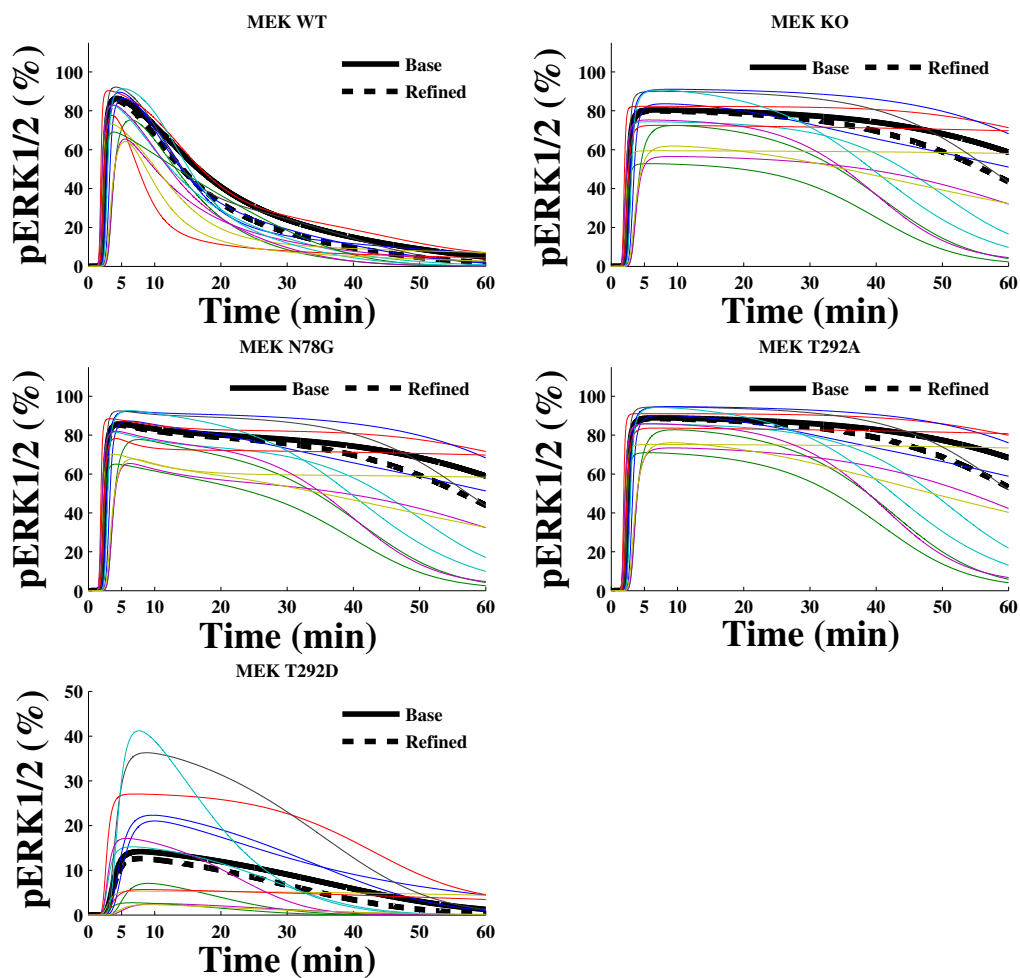 MEK WT
pERK1/2 (%)
100
80
60
40
20
0
Base
Refined
0 5 10 20 30 40 50 60
Time (min)
MEK KO
pERK1/2 (%)
100
80
60
40
20
0
Base Refined
0 5 10 20 30 40 50 60
Time (min)
MEK N78G
pERK1/2 (%)
100
80
60
40
20
0
Base Refined
0 5 10 20 30 40 50 60
Time (min)
MEK T292A
pERK1/2 (%)
100
80
60
40
20
0
Base Refined
0 5 10 20 30 40 50 60
Time (min)
MEK T292D
pERK1/2 (%)
50
40
30
20
10
0
Base
Refined
0 5 10 20 30 40 50 60
Time (min)